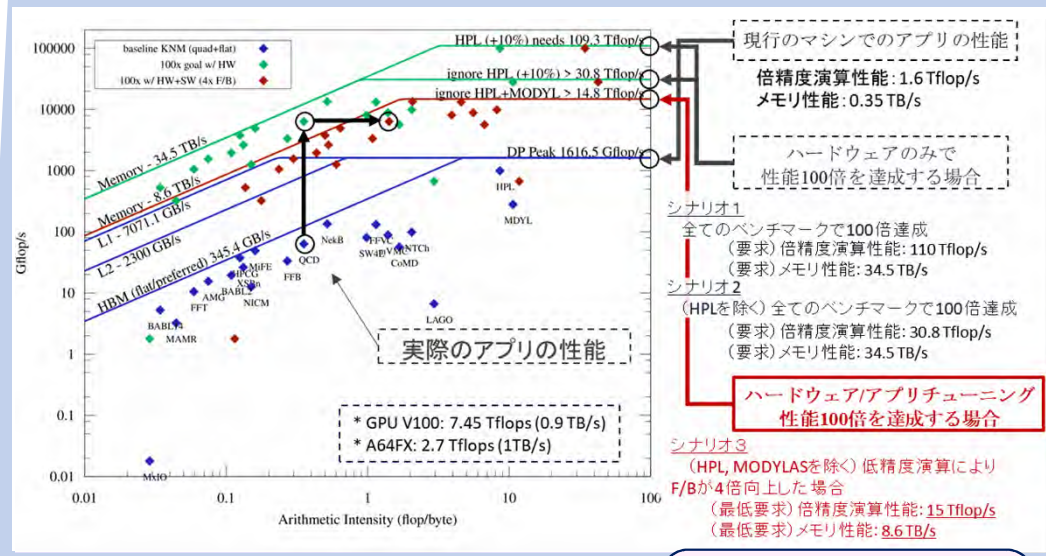 baseline KNM (quad+flat)
100x goal w/ HW
100x w/ HW+SW (4x F/B)
HPL (+10%) needs 109.3 Tflop/s
ignore HPL (+10%) > 30.8 Tflop/s
ignore HPL+MODYL > 14.8 Tflop/s
DP Peak 1616.5 Gflop/s
Memory - 34.5 TB/s
Memory - 8.6 TB/s
L1 - 7071.1 GB/s
L2 - 2300 GB/s
HBM (flat/preferred) 345.4 GB/s
HPL
MDYL
NekB
FFVC
NTCh
SW4L
CoMD
QCD
FFB
MiFE
HPCG
XSBn
BABL2
NICM
AMG
FFT
BABL14
MAMR
LAGO
MxIO
実際のアプリの性能
* GPU V100: 7.45 Tflops (0.9 TB/s)
* A64FX: 2.7 Tflops (1TB/s)
100000
10000
1000
100
10
1
0.1
0.01
Gflop/s
0.01
0.1
1
10
100
Arithmetic Intensity (flop/byte)
現行のマシンでのアプリの性能
倍精度演算性能: 1.6 Tflop/s
メモリ性能: 0.35 TB/s
ハードウェアのみで
性能100倍を達成する場合
シナリオ1
全てのベンチマークで100倍達成
(要求) 倍精度演算性能: 110 Tflop/s
(要求) メモリ性能: 34.5 TB/s
シナリオ2
(HPLを除く) 全てのベンチマークで100倍達成
(要求) 倍精度演算性能: 30.8 Tflop/s
(要求) メモリ性能: 34.5 TB/s
ハードウェア/アプリチューニング
性能100倍を達成する場合
シナリオ3
(HPL, MODYLASを除く) 低精度演算により
F/Bが4倍向上した場合
(最低要求) 倍精度演算性能: 15 Tflop/s
(最低要求) メモリ性能: 8.6 TB/s